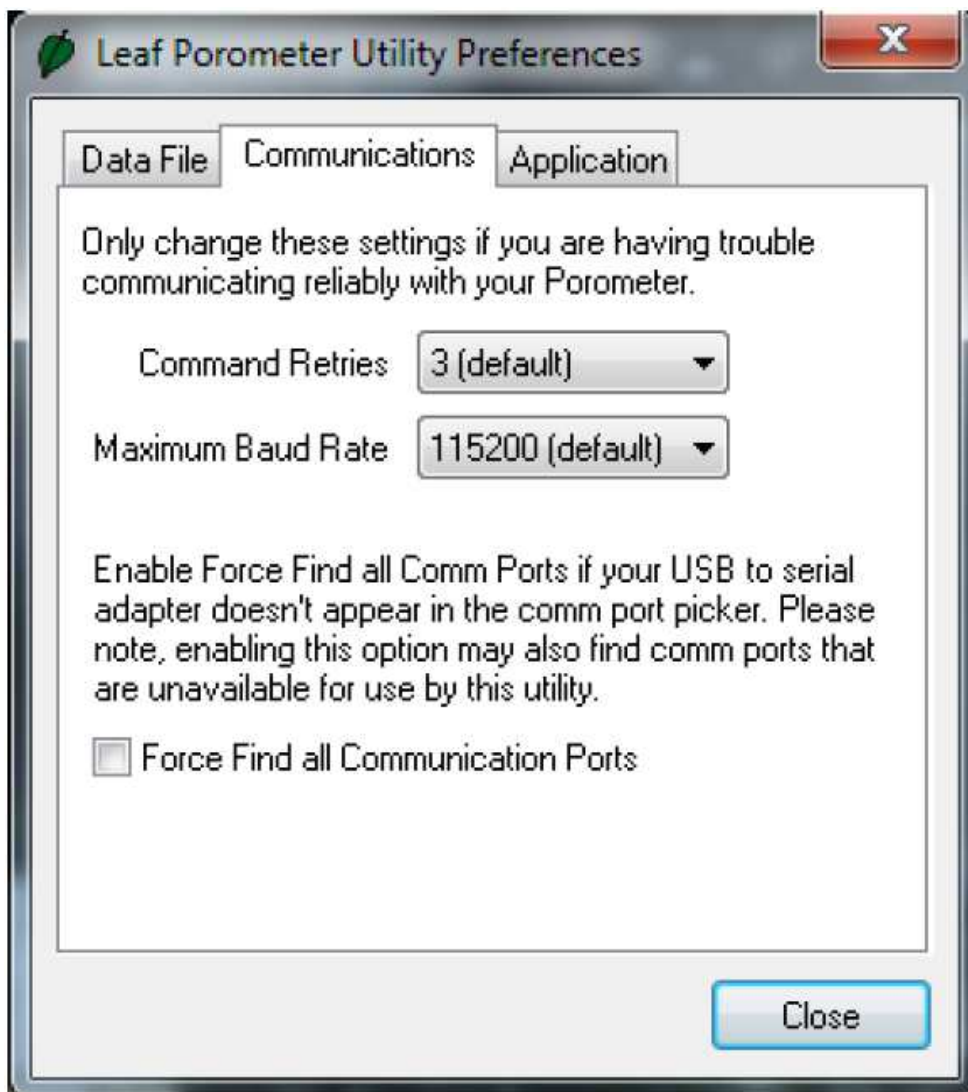 Leaf Porometer Utility Preferences
Data File
Communications
Application
Only change these settings if you are having trouble
communicating reliably with your Porometer.
Command Retries 3 (default)
Maximum Baud Rate 115200 (default)
Enable Force Find all Comm Ports if your USB to serial
adapter doesn't appear in the comm port picker. Please
note, enabling this option may also find comm ports that
are unavailable for use by this utility.
Force Find all Communication Ports
Close